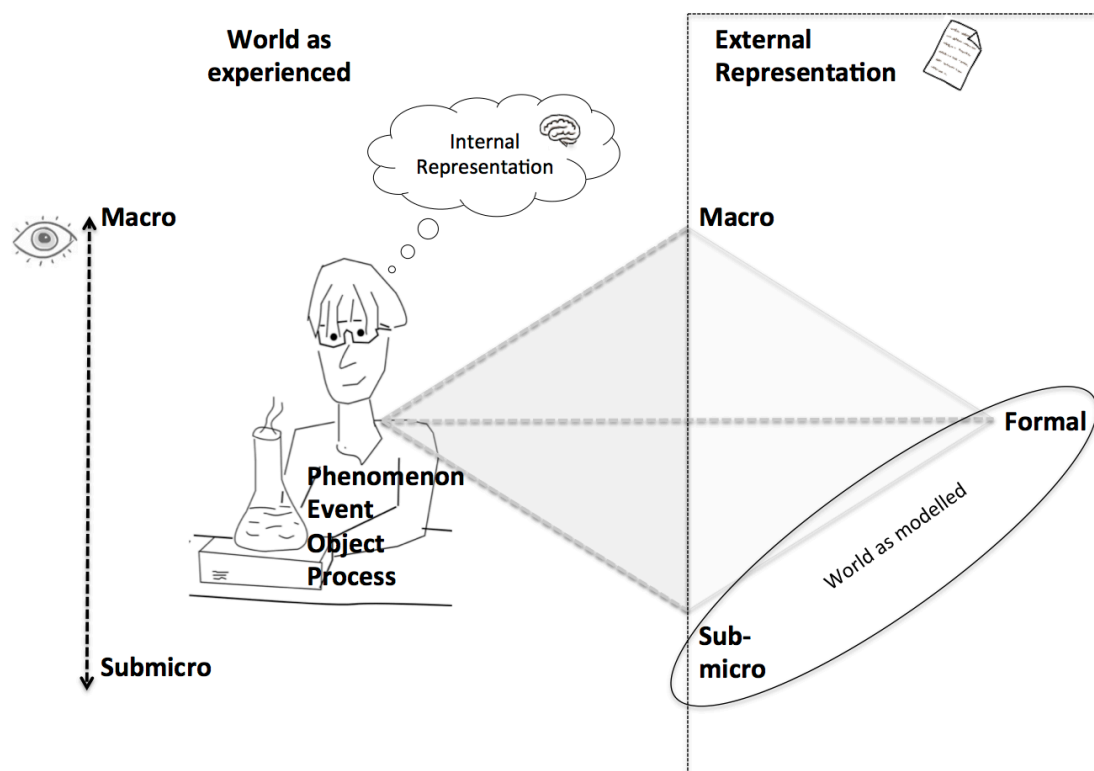 World as
experienced
External
Representation
Internal
Representation
Macro
Macro
Formal
Phenomenon
Event
Object
Process
World as modelled
Sub-
micro
Submicro